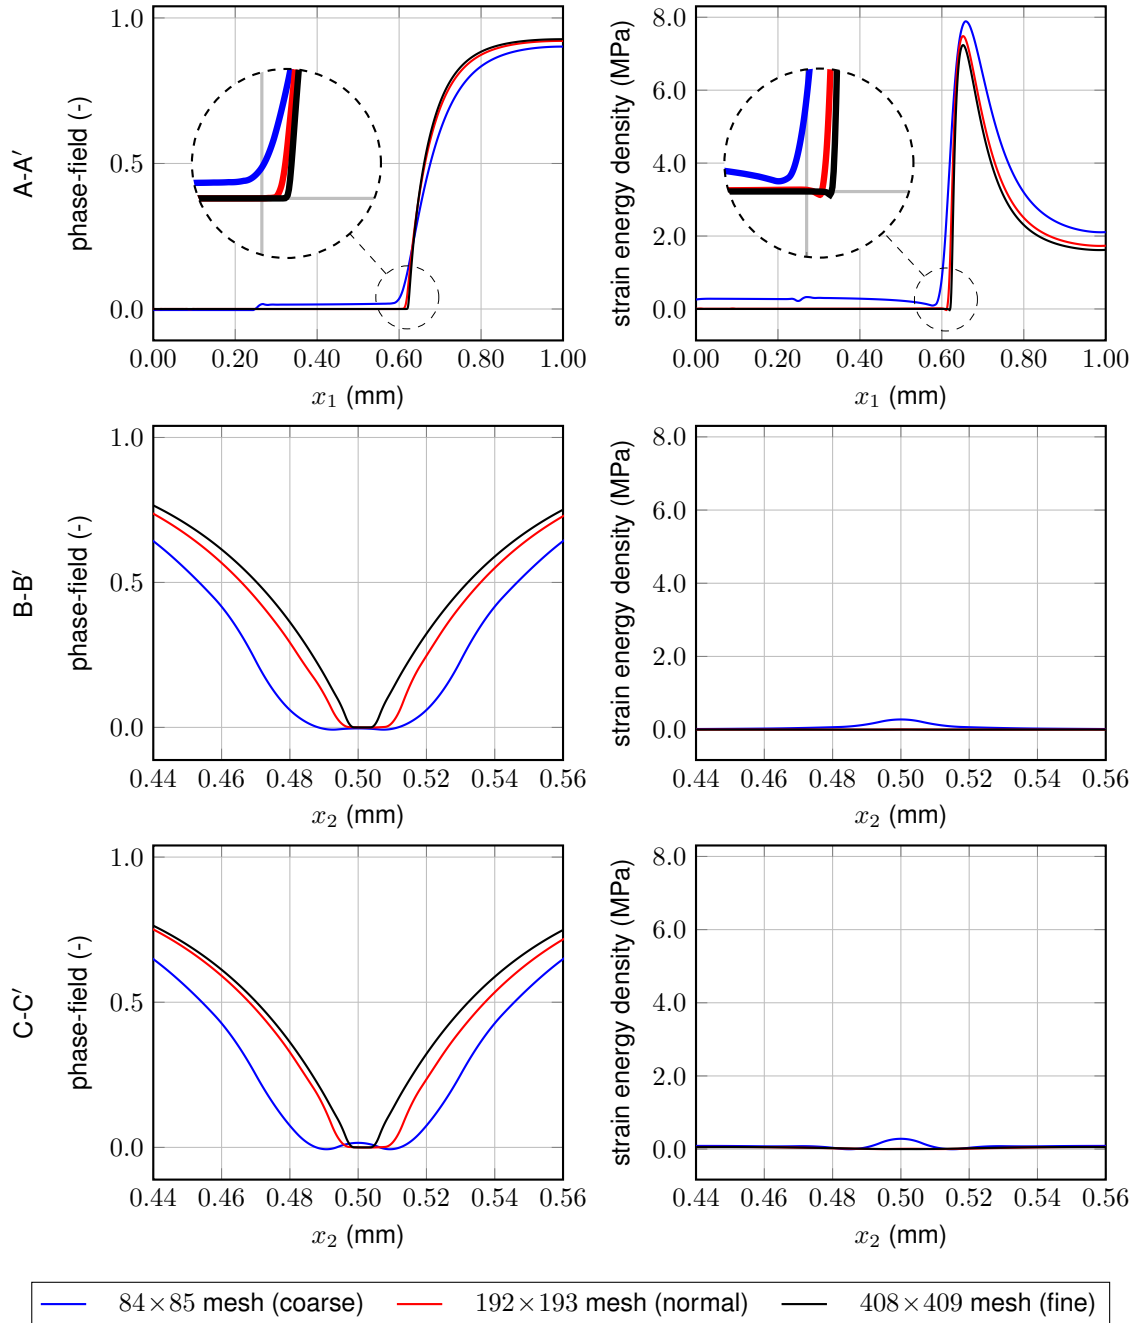 A-A′
phase-field (-)
1.0
0.5
0.0
0.00 0.20 0.40 0.60 0.80 1.00
x1 (mm)
strain energy density (MPa)
8.0
6.0
4.0
2.0
0.0
0.00 0.20 0.40 0.60 0.80 1.00
x1 (mm)
B-B′
phase-field (-)
1.0
0.5
0.0
0.44 0.46 0.48 0.50 0.52 0.54 0.56
x2 (mm)
strain energy density (MPa)
8.0
6.0
4.0
2.0
0.0
0.44 0.46 0.48 0.50 0.52 0.54 0.56
x2 (mm)
C-C′
phase-field (-)
1.0
0.5
0.0
0.44 0.46 0.48 0.50 0.52 0.54 0.56
x2 (mm)
strain energy density (MPa)
8.0
6.0
4.0
2.0
0.0
0.44 0.46 0.48 0.50 0.52 0.54 0.56
x2 (mm)
84×85 mesh (coarse) 192×193 mesh (normal) 408×409 mesh (fine)